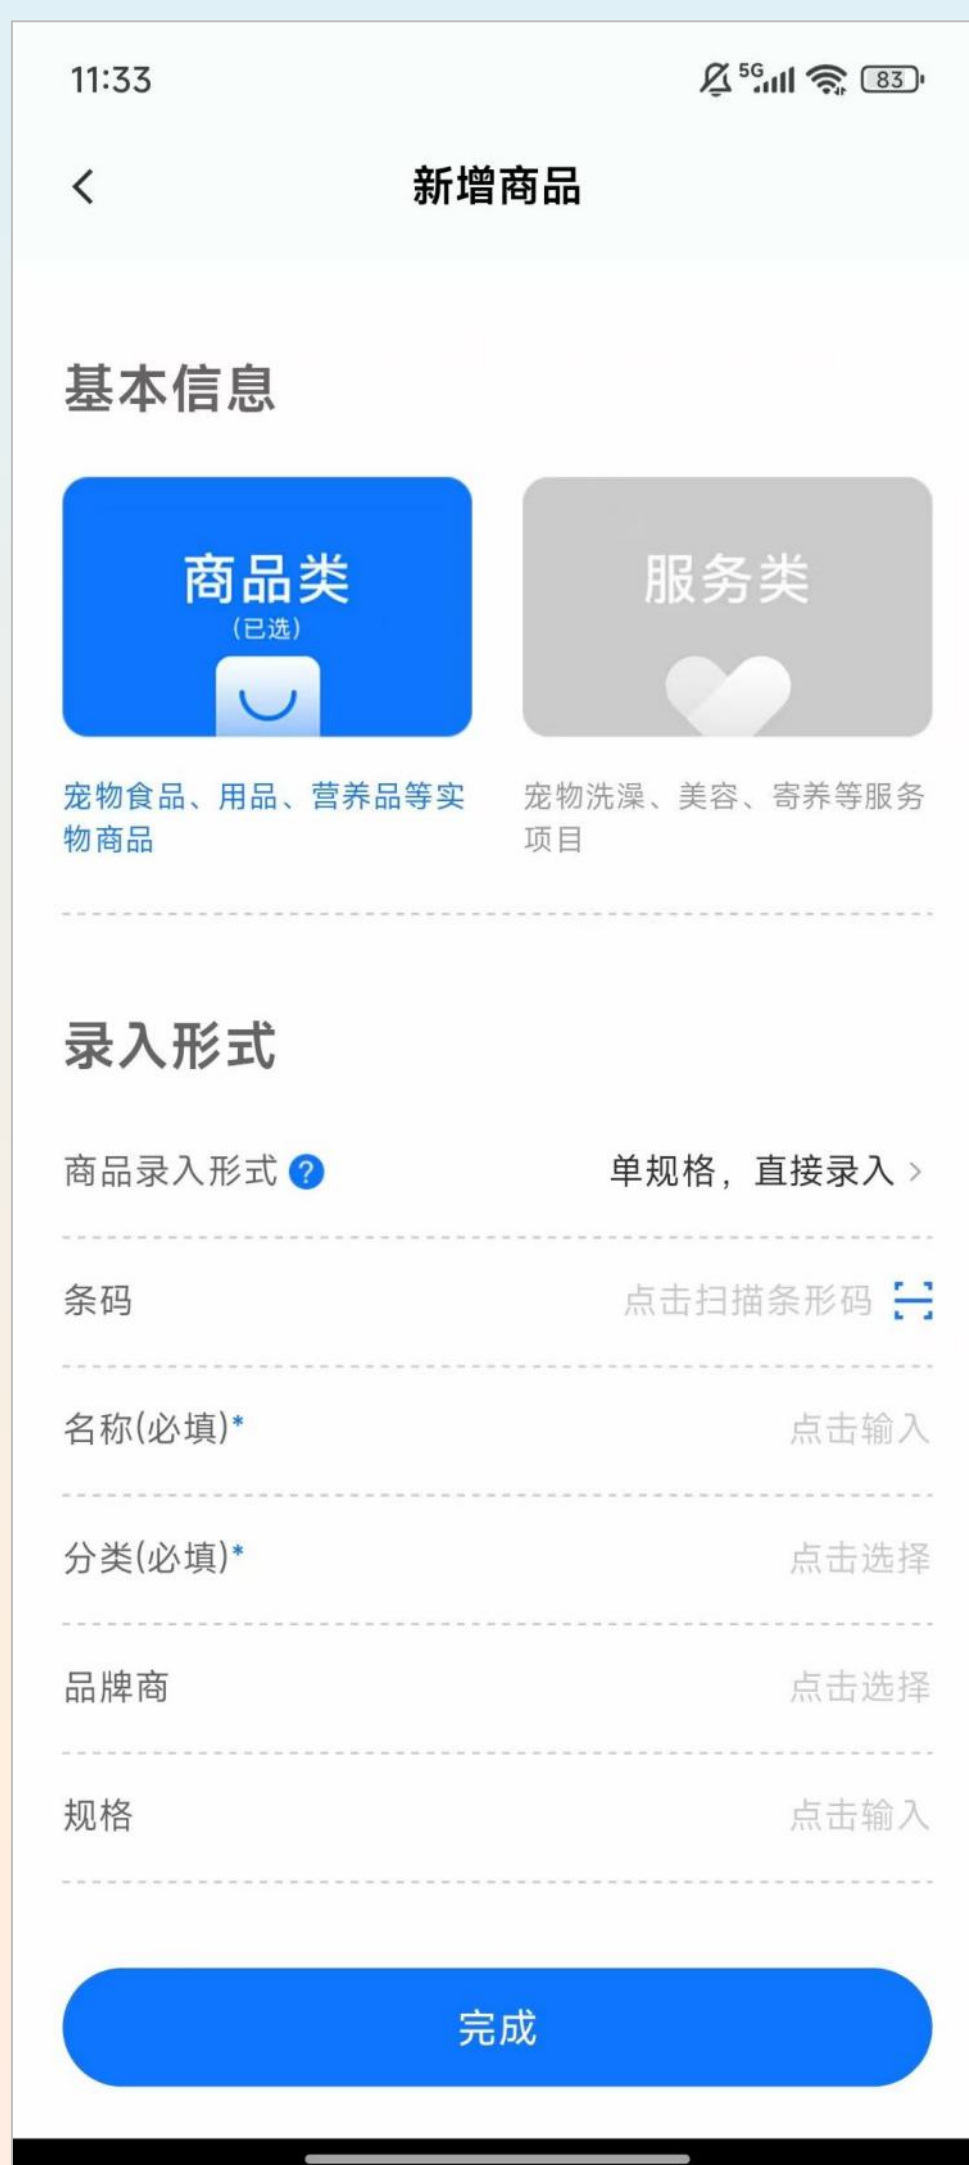 11:33
5G
83
新增商品
基本信息
商品类
(已选)
服务类
宠物食品、用品、营养品等实
物商品
宠物洗澡、美容、寄养等服务
项目
录入形式
商品录入形式 ?
单规格，直接录入 >
条码
点击扫描条形码
名称(必填)*
点击输入
分类(必填)*
点击选择
品牌商
点击选择
规格
点击输入
完成